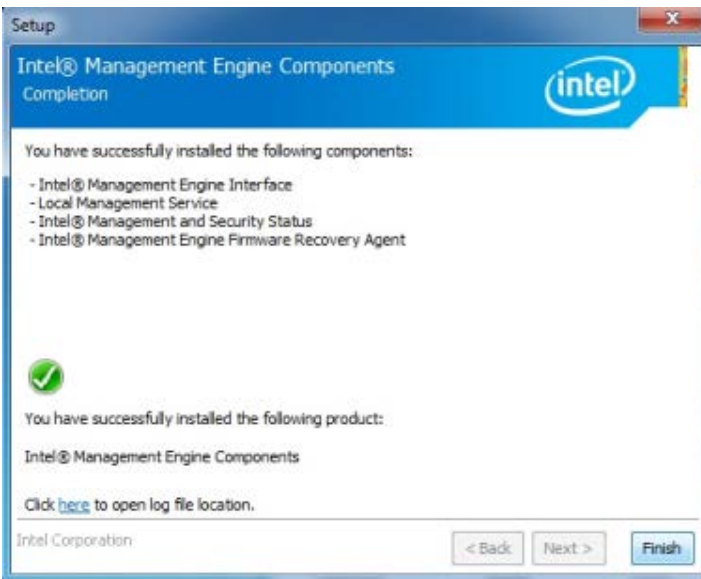 Setup
Intel® Management Engine Components
Completion
intel
You have successfully installed the following components:
- Intel® Management Engine Interface
- Local Management Service
- Intel® Management and Security Status
- Intel® Management Engine Firmware Recovery Agent
You have successfully installed the following product:
Intel® Management Engine Components
Click here to open log file location.
Intel Corporation
< Back Next > Finish